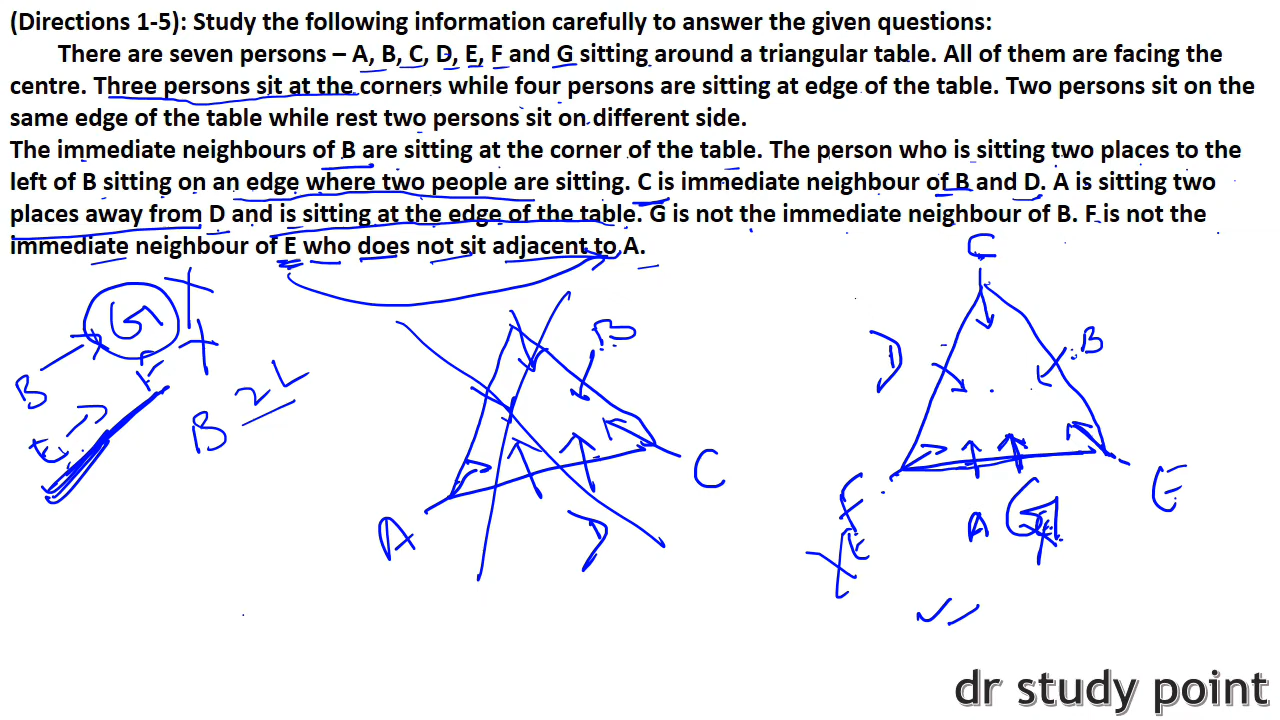 (Directions 1-5): Study the following information carefully to answer the given questions:
There are seven persons – A, B, C, D, E, F and G sitting around a triangular table. All of them are facing the
centre. Three persons sit at the corners while four persons are sitting at edge of the table. Two persons sit on the
same edge of the table while rest two persons sit on different side.
The immediate neighbours of B are sitting at the corner of the table. The person who is sitting two places to the
left of B sitting on an edge where two people are sitting. C is immediate neighbour of B and D. A is sitting two
places away from D and is sitting at the edge of the table. G is not the immediate neighbour of B. F is not the
immediate neighbour of E who does not sit adjacent to A.
C
G
B
B
D
B
B 2L
C
A
D
A
G
E
dr study point